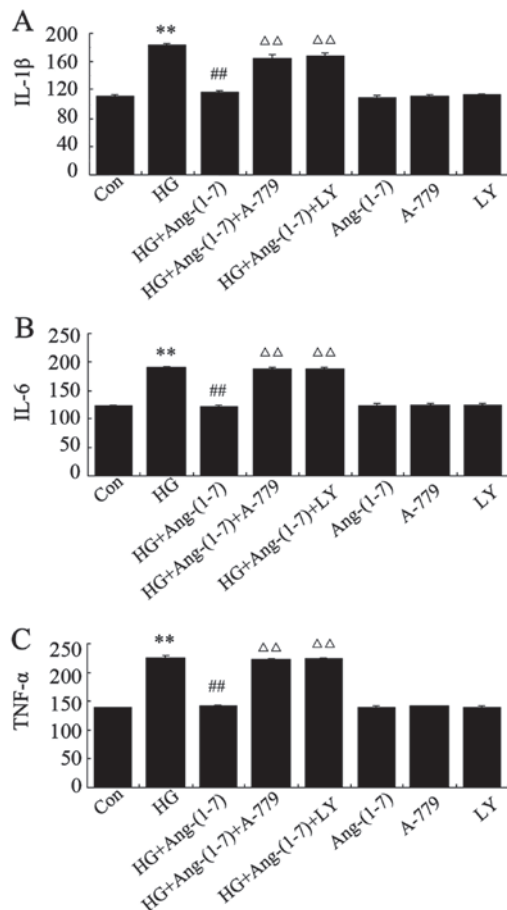 A
IL-1β
200
160
120
80
40
0
**
##
△△
△△
Con
HG
HG+Ang-(1-7)
HG+Ang-(1-7)+A-779
HG+Ang-(1-7)+LY
Ang-(1-7)
A-779
LY
B
IL-6
250
200
150
100
50
0
**
##
△△
△△
Con
HG
HG+Ang-(1-7)
HG+Ang-(1-7)+A-779
HG+Ang-(1-7)+LY
Ang-(1-7)
A-779
LY
C
TNF-α
250
200
150
100
50
0
**
##
△△
△△
Con
HG
HG+Ang-(1-7)
HG+Ang-(1-7)+A-779
HG+Ang-(1-7)+LY
Ang-(1-7)
A-779
LY